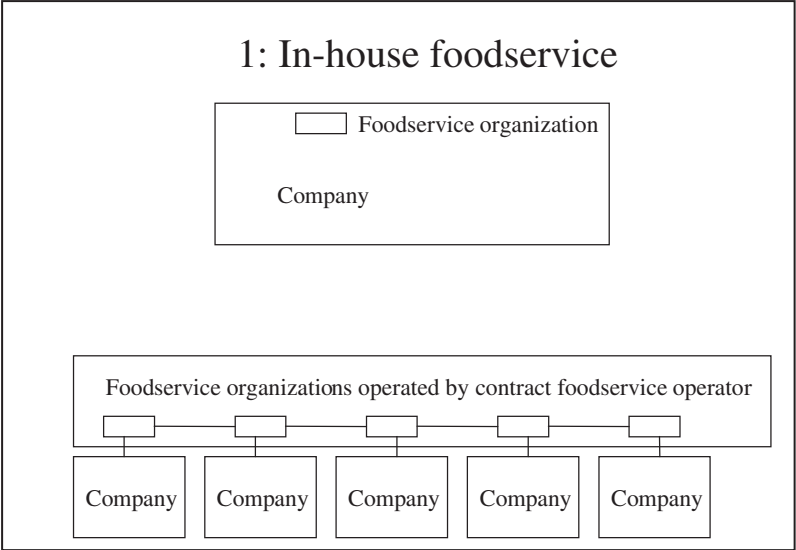 1: In-house foodservice
Foodservice organization
Company
Foodservice organizations operated by contract foodservice operator
Company
Company
Company
Company
Company